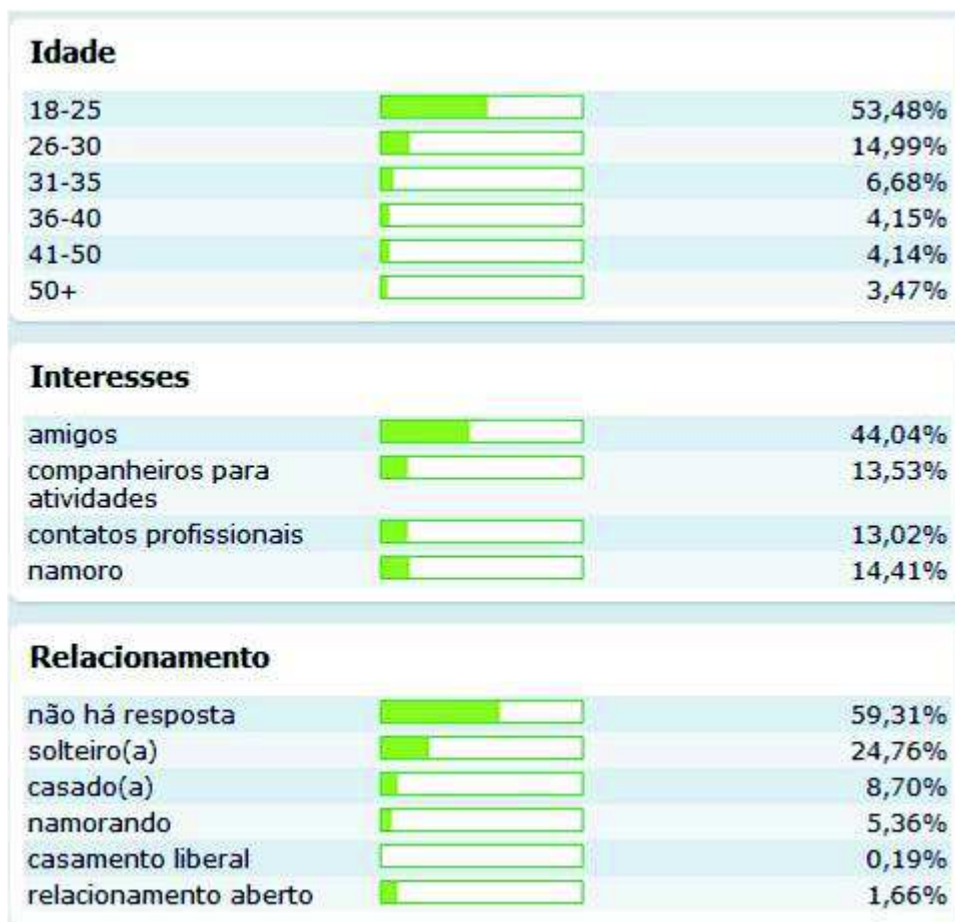 Idade
18-25 53,48%
26-30 14,99%
31-35 6,68%
36-40 4,15%
41-50 4,14%
50+ 3,47%
Interesses
amigos 44,04%
companheiros para 13,53%
atividades
contatos profissionais 13,02%
namoro 14,41%
Relacionamento
não há resposta 59,31%
solteiro(a) 24,76%
casado(a) 8,70%
namorando 5,36%
casamento liberal 0,19%
relacionamento aberto 1,66%